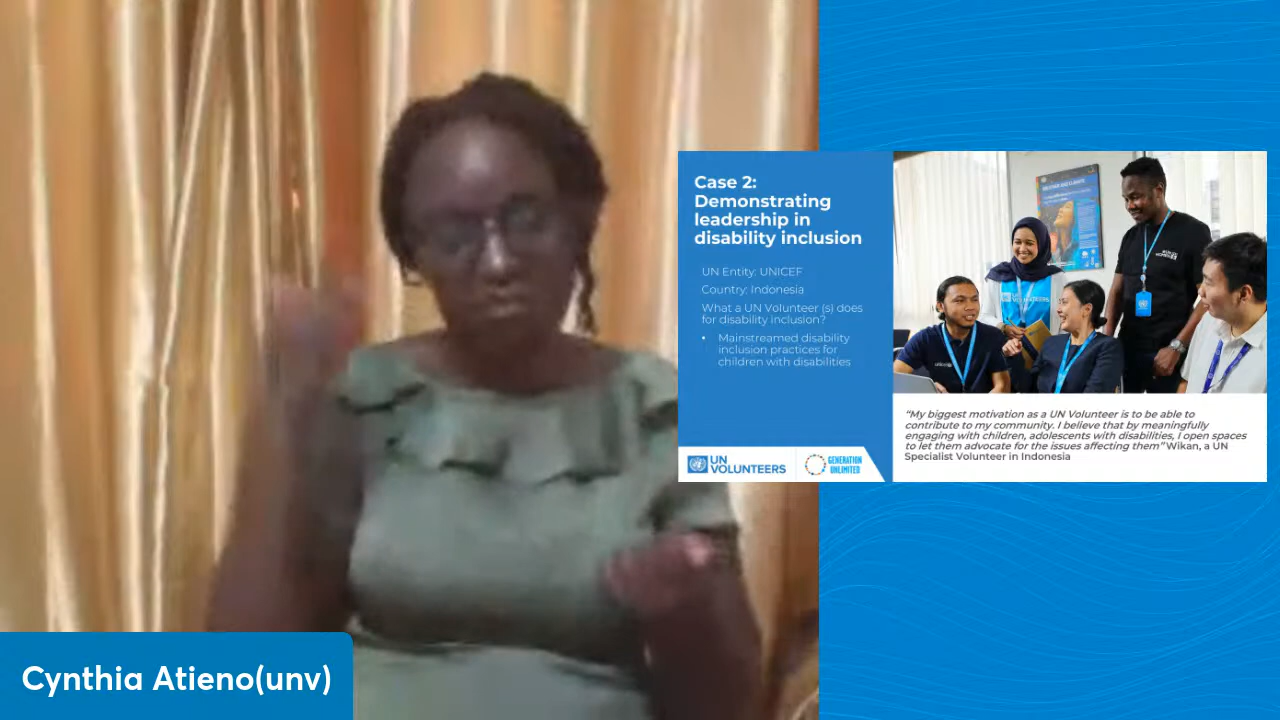 Case 2:
Demonstrating
leadership in
disability inclusion
UN Entity: UNICEF
Country: Indonesia
What a UN Volunteer (s) does
for disability inclusion?
• Mainstreamed disability
inclusion practices for
children with disabilities
UN
VOLUNTEERS
GENERATION
UNLIMITED
"My biggest motivation as a UN Volunteer is to be able to
contribute to my community. I believe that by meaningfully
engaging with children, adolescents with disabilities, I open spaces
to let them advocate for the issues affecting them" Wikan, a UN
Specialist Volunteer in Indonesia
Cynthia Atieno(unv)